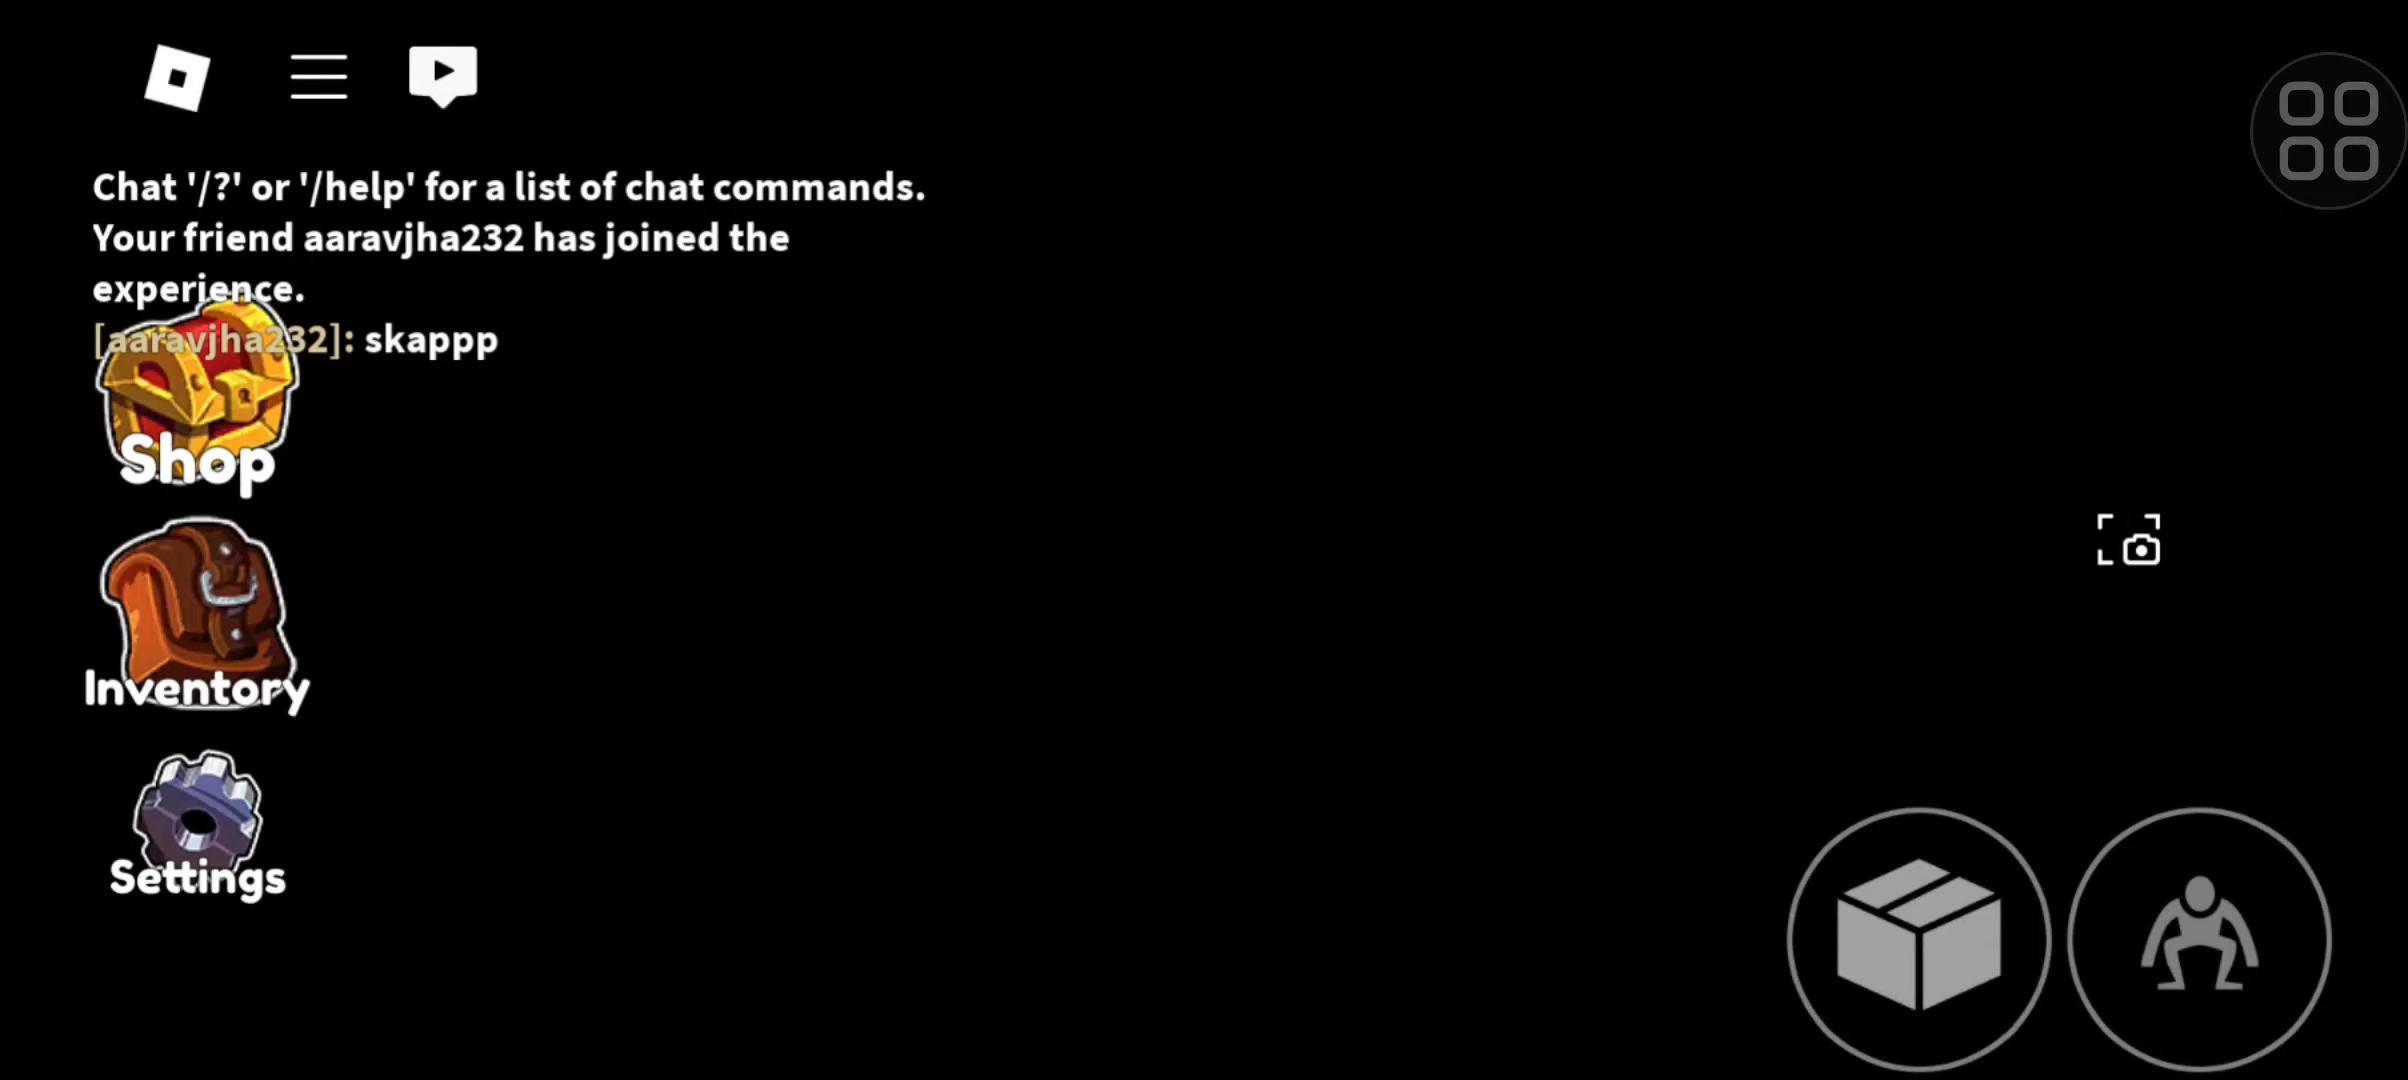 Chat '/?' or '/help' for a list of chat commands.
Your friend aaravjha232 has joined the
experience.
[aaravjha232]: skappp
Shop
Inventory
Settings